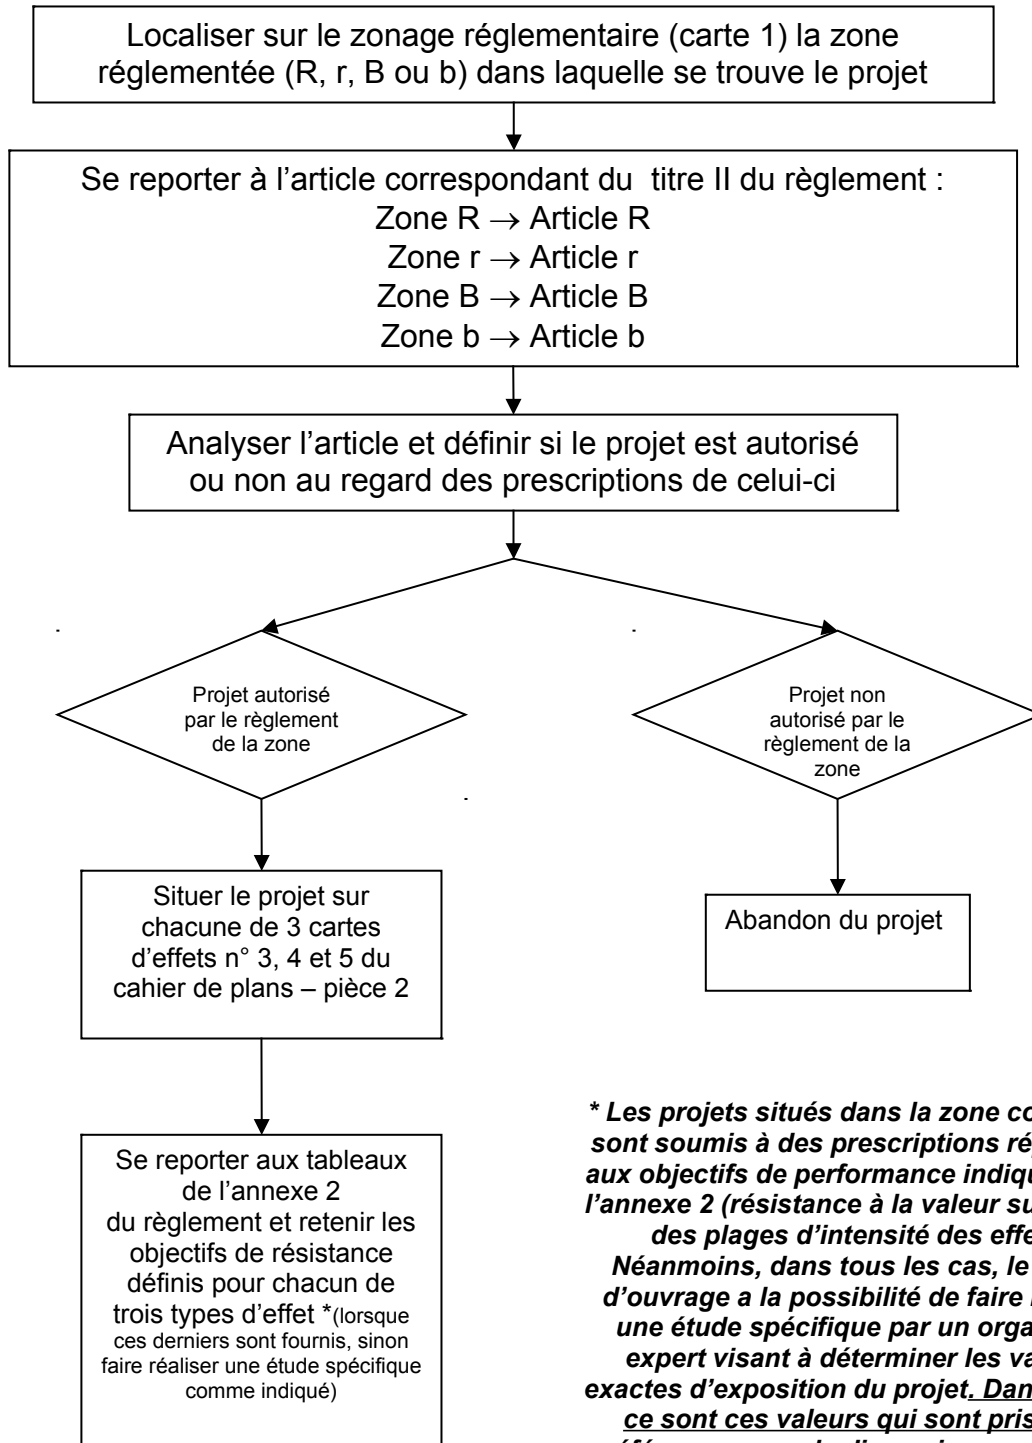 Localiser sur le zonage réglementaire (carte 1) la zone
réglementée (R, r, B ou b) dans laquelle se trouve le projet
Se reporter à l’article correspondant du titre II du règlement :
Zone R → Article R
Zone r → Article r
Zone B → Article B
Zone b → Article b
Analyser l’article et définir si le projet est autorisé
ou non au regard des prescriptions de celui-ci
Projet autorisé
par le règlement
de la zone
Projet non
autorisé par le
règlement de la
zone
Situer le projet sur
chacune de 3 cartes
d’effets n° 3, 4 et 5 du
cahier de plans – pièce 2
Abandon du projet
Se reporter aux tableaux
de l’annexe 2
du règlement et retenir les
objectifs de résistance
définis pour chacun de
trois types d’effet *(lorsque
ces derniers sont fournis, sinon
faire réaliser une étude spécifique
comme indiqué)
* Les projets situés dans la zone
sont soumis à des prescriptions
aux objectifs de performance
l’annexe 2 (résistance à la valeur
des plages d’intensité des
Néanmoins, dans tous les cas, le
d’ouvrage a la possibilité de faire
une étude spécifique par un
expert visant à déterminer les
exactes d’exposition du projet.
ce sont ces valeurs qui sont